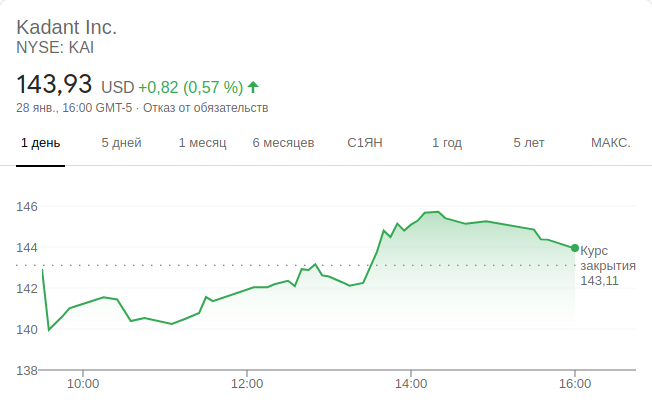 Kadant Inc.
NYSE: KAI
143,93 USD +0,82 (0,57 %)
28 янв., 16:00 GMT-5 · Отказ от обязательств
1 день 5 дней 1 месяц 6 месяцев С1ЯН 1 год 5 лет МАКС.
146
144
142
140
138
Курс
закрытия
143,11
10:00 12:00 14:00 16:00